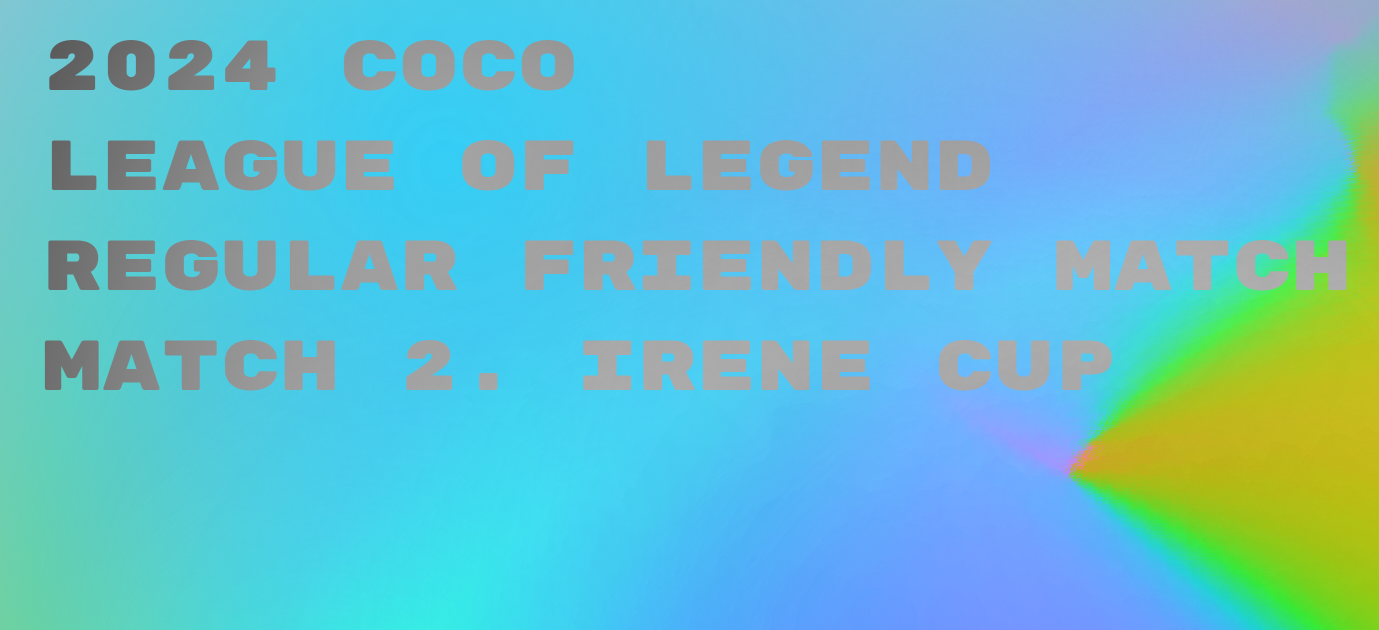 2024 COCO
LEAGUE OF LEGEND
REGULAR FRIENDLY MATCH
MATCH 2. IRENE CUP